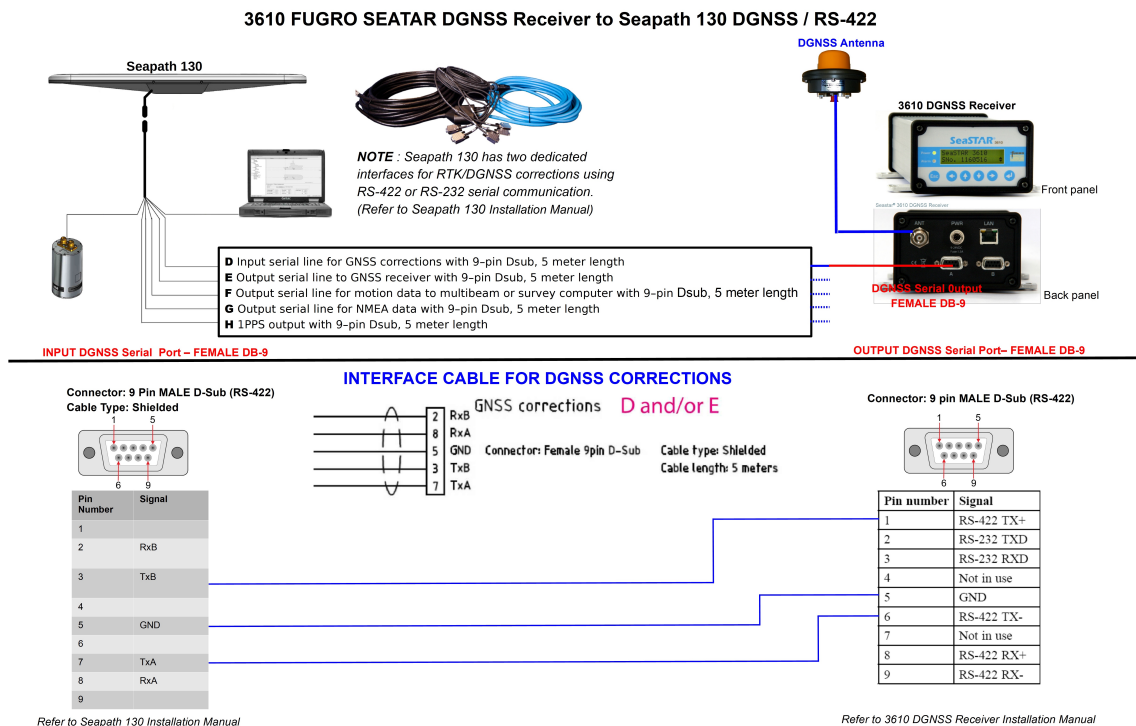 3610 FUGRO SEATAR DGNSS Receiver to Seapath 130 DGNSS / RS-422
DGNSS Antenna
Seapath 130
3610 DGNSS Receiver
SeaSTAR 3610
SeaSTAR 3610
Front panel
NOTE : Seapath 130 has two dedicated
interfaces for RTK/DGNSS corrections using
RS-422 or RS-232 serial communication.
(Refer to Seapath 130 Installation Manual)
Seastar® 3610 DGNSS Receiver
ANT PWR LAN
A B
D Input serial line for GNSS corrections with 9–pin Dsub, 5 meter length
E Output serial line to GNSS receiver with 9–pin Dsub, 5 meter length
F Output serial line for motion data to multibeam or survey computer with 9–pin Dsub, 5 meter length
G Output serial line for NMEA data with 9–pin Dsub, 5 meter length
H 1PPS output with 9–pin Dsub, 5 meter length
DGNSS Serial 0utput
FEMALE DB-9
Back panel
INPUT DGNSS Serial Port – FEMALE DB-9
OUTPUT DGNSS Serial Port– FEMALE DB-9
INTERFACE CABLE FOR DGNSS CORRECTIONS
Connector: 9 Pin MALE D-Sub (RS-422)
Cable Type: Shielded
1 5
6 9
Pin Number Signal
1
2 RxB
3 TxB
4
5 GND
6
7 TxA
8 RxA
9
Refer to Seapath 130 Installation Manual
GNSS corrections D and/or E
2 RxB
8 RxA
5 GND
3 TxB
7 TxA
Connector: Female 9pin D-Sub
Cable type: Shielded
Cable length: 5 meters
Connector: 9 pin MALE D-Sub (RS-422)
1 5
6 9
Pin number Signal
1 RS-422 TX+
2 RS-232 TXD
3 RS-232 RXD
4 Not in use
5 GND
6 RS-422 TX-
7 Not in use
8 RS-422 RX+
9 RS-422 RX-
Refer to 3610 DGNSS Receiver Installation Manual